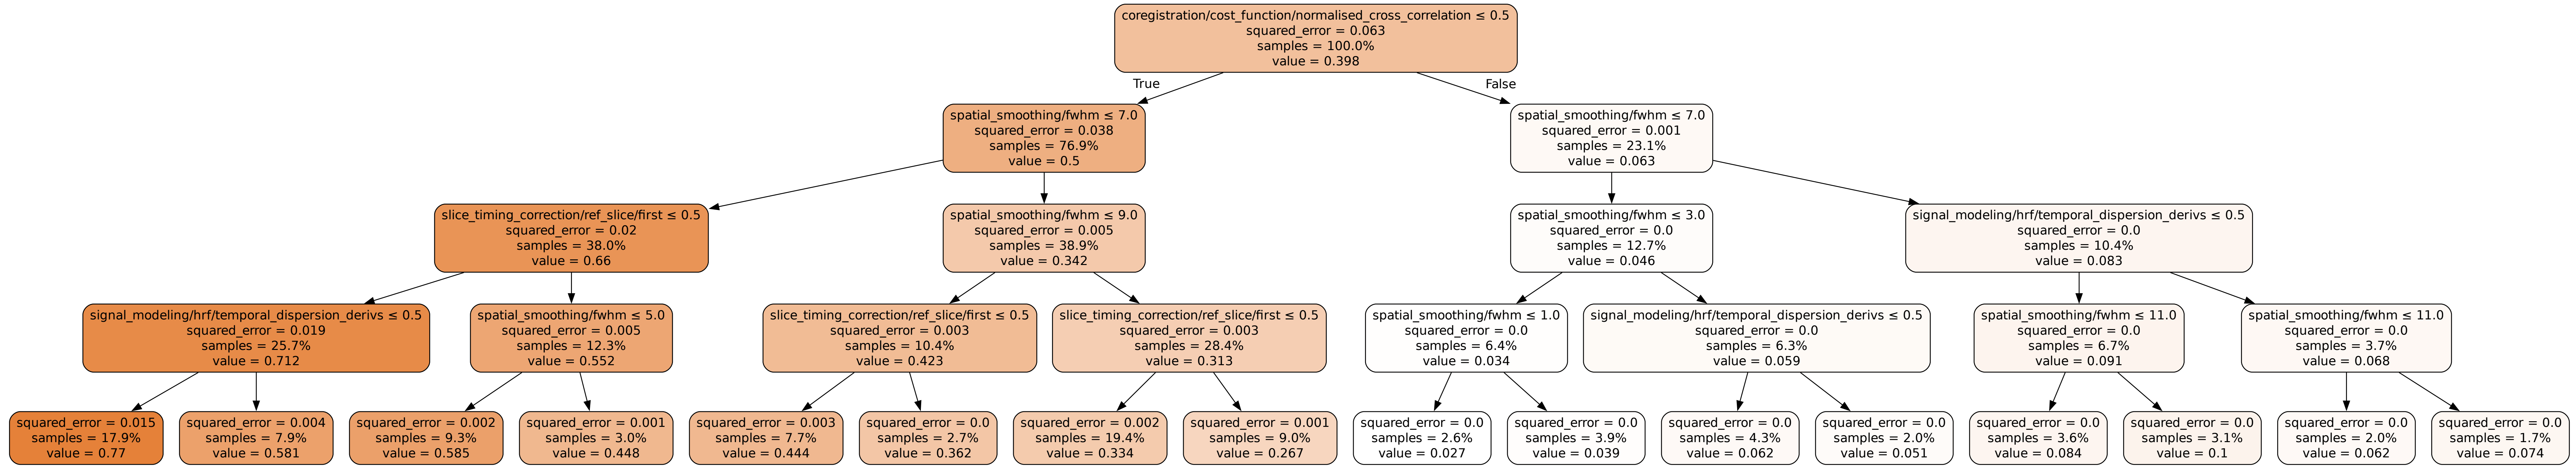 coregistration/cost_function/normalised_cross_correlation ≤ 0.5
squared_error = 0.063
samples = 100.0%
value = 0.398
True
False
spatial_smoothing/fwhm ≤ 7.0
squared_error = 0.038
samples = 76.9%
value = 0.5
spatial_smoothing/fwhm ≤ 7.0
squared_error = 0.001
samples = 23.1%
value = 0.063
slice_timing_correction/ref_slice/first ≤ 0.5
squared_error = 0.02
samples = 38.0%
value = 0.66
spatial_smoothing/fwhm ≤ 9.0
squared_error = 0.005
samples = 38.9%
value = 0.342
spatial_smoothing/fwhm ≤ 3.0
squared_error = 0.0
samples = 12.7%
value = 0.046
signal_modeling/hrf/temporal_dispersion_derivs ≤ 0.5
squared_error = 0.0
samples = 10.4%
value = 0.083
signal_modeling/hrf/temporal_dispersion_derivs ≤ 0.5
squared_error = 0.019
samples = 25.7%
value = 0.712
spatial_smoothing/fwhm ≤ 5.0
squared_error = 0.005
samples = 12.3%
value = 0.552
slice_timing_correction/ref_slice/first ≤ 0.5
squared_error = 0.003
samples = 10.4%
value = 0.423
slice_timing_correction/ref_slice/first ≤ 0.5
squared_error = 0.003
samples = 28.4%
value = 0.313
spatial_smoothing/fwhm ≤ 1.0
squared_error = 0.0
samples = 6.4%
value = 0.034
signal_modeling/hrf/temporal_dispersion_derivs ≤ 0.5
squared_error = 0.0
samples = 6.3%
value = 0.059
spatial_smoothing/fwhm ≤ 11.0
squared_error = 0.0
samples = 6.7%
value = 0.091
spatial_smoothing/fwhm ≤ 11.0
squared_error = 0.0
samples = 3.7%
value = 0.068
squared_error = 0.015
samples = 17.9%
value = 0.77
squared_error = 0.004
samples = 7.9%
value = 0.581
squared_error = 0.002
samples = 9.3%
value = 0.585
squared_error = 0.001
samples = 3.0%
value = 0.448
squared_error = 0.003
samples = 7.7%
value = 0.444
squared_error = 0.0
samples = 2.7%
value = 0.362
squared_error = 0.002
samples = 19.4%
value = 0.334
squared_error = 0.001
samples = 9.0%
value = 0.267
squared_error = 0.0
samples = 2.6%
value = 0.027
squared_error = 0.0
samples = 3.9%
value = 0.039
squared_error = 0.0
samples = 4.3%
value = 0.062
squared_error = 0.0
samples = 2.0%
value = 0.051
squared_error = 0.0
samples = 3.6%
value = 0.084
squared_error = 0.0
samples = 3.1%
value = 0.1
squared_error = 0.0
samples = 2.0%
value = 0.062
squared_error = 0.0
samples = 1.7%
value = 0.074